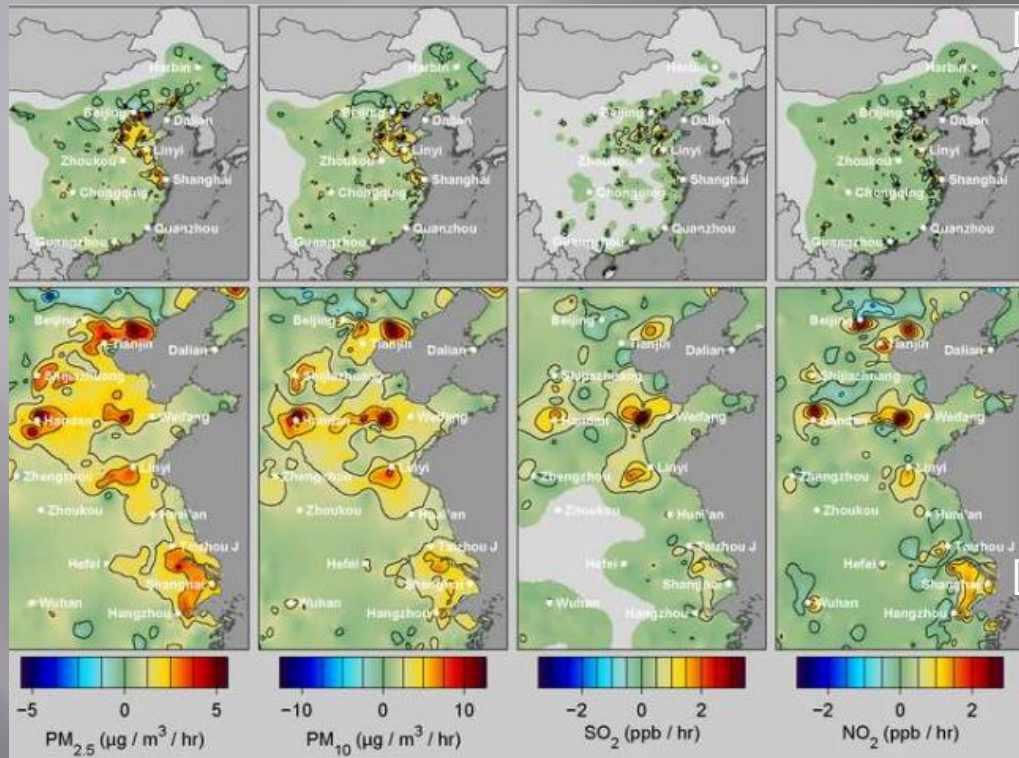 Harbin
Beijing
Dalian
Linyi
Zhoukou
Shanghai
Chongqing
Quanzhou
Guangzhou
Harbin
Beijing
Dalian
Linyi
Zhoukou
Shanghai
Chongqing
Quanzhou
Guangzhou
Harbin
Beijing
Dalian
Linyi
Zhoukou
Shanghai
Chongqing
Quanzhou
Guangzhou
Harbin
Beijing
Dalian
Linyi
Zhoukou
Shanghai
Chongqing
Quanzhou
Guangzhou
Beijing
Tianjin
Dalian
Shijiazhuang
Handan
Weifang
Linyi
Zhengzhou
Zhoukou
Huai'an
Taizhou J
Hefei
Shanghai
Wuhan
Hangzhou
Beijing
Tianjin
Dalian
Shijiazhuang
Handan
Weifang
Linyi
Zhengzhou
Zhoukou
Huai'an
Taizhou J
Hefei
Shanghai
Wuhan
Hangzhou
Beijing
Tianjin
Dalian
Shijiazhuang
Handan
Weifang
Linyi
Zhengzhou
Zhoukou
Huai'an
Taizhou J
Hefei
Shanghai
Wuhan
Hangzhou
Beijing
Tianjin
Dalian
Shijiazhuang
Handan
Weifang
Linyi
Zhengzhou
Zhoukou
Huai'an
Taizhou J
Hefei
Shanghai
Wuhan
Hangzhou
−5 0 5
PM2.5 (µg / m³ / hr)
−10 0 10
PM10 (µg / m³ / hr)
−2 0 2
SO2 (ppb / hr)
−2 0 2
NO2 (ppb / hr)